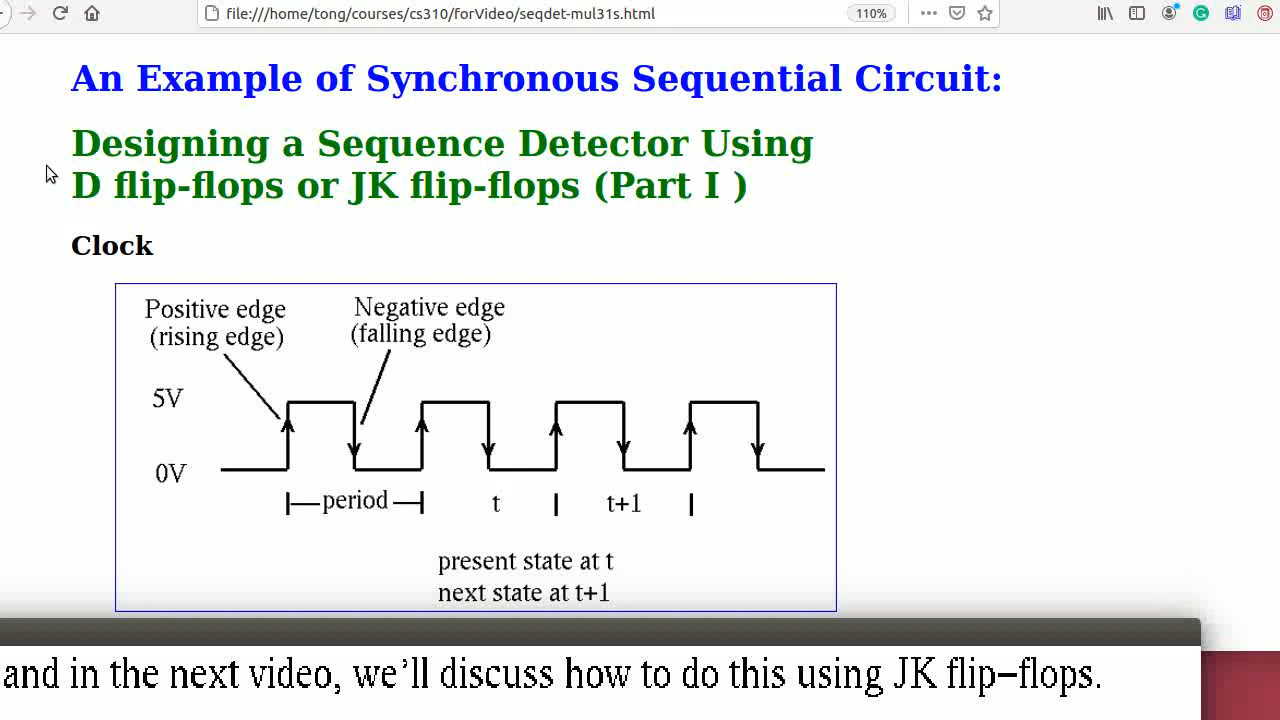 file:///home/tong/courses/cs310/forVideo/seqdet-mul31s.html
110%
An Example of Synchronous Sequential Circuit:
Designing a Sequence Detector Using
D flip-flops or JK flip-flops (Part I )
Clock
Positive edge
(rising edge)
Negative edge
(falling edge)
5V
0V
period
t
t+1
present state at t
next state at t+1
and in the next video, we’ll discuss how to do this using JK flip−flops.